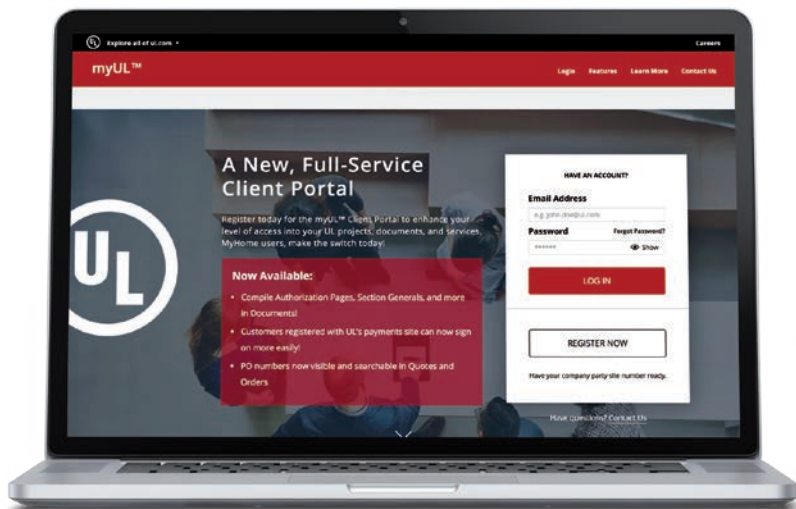 UL Explore all of ul.com
Careers
myUL™
Login Features Learn More Contact Us
UL
A New, Full-Service
Client Portal
Register today for the myUL™ Client Portal to enhance your
level of access into your UL projects, documents, and services.
MyHome users, make the switch today!
Now Available:
• Compile Authorization Pages, Section Generals, and more
in Documents!
• Customers registered with UL's payments site can now sign
on more easily!
• PO numbers now visible and searchable in Quotes and
Orders
HAVE AN ACCOUNT?
Email Address
e.g. john.doe@ul.com
Password Forgot Password?
****** Show
LOG IN
REGISTER NOW
Have your company party site number ready.
Have questions? Contact Us